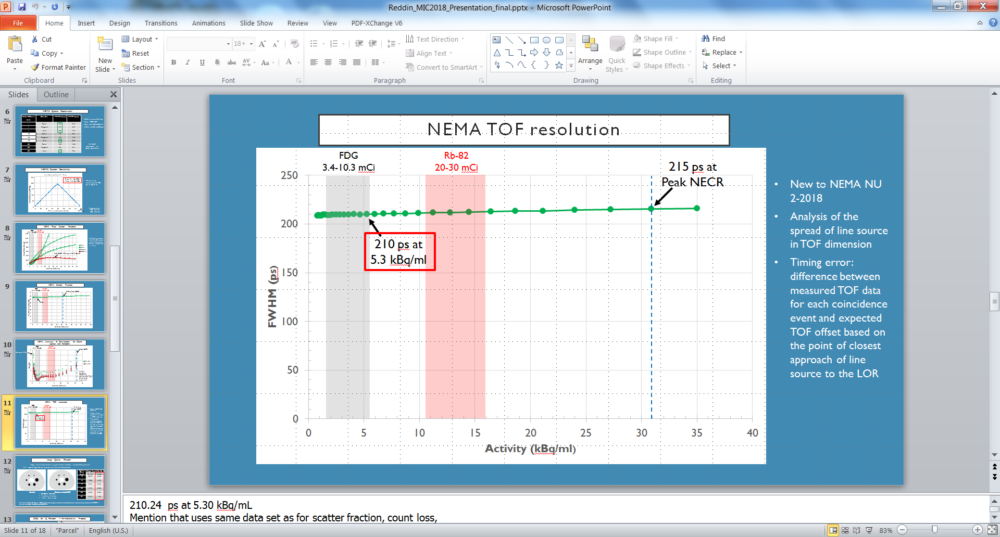 Reddin_MIC2018_Presentation_final.pptx - Microsoft PowerPoint
File Home Insert Design Transitions Animations Slide Show Review View PDF-XChange V6
Paste
Cut
Copy
Format Painter
Clipboard
New
Slide
Layout
Reset
Section
Slides
18
B I U S abc AV Aa A
Font
Text Direction
Align Text
Convert to SmartArt
Paragraph
Arrange
Quick
Styles
Shape Fill
Shape Outline
Shape Effects
Drawing
Find
Replace
Select
Editing
Slides Outline
6
7
8
9
10
11
12
13
NEMA TOF resolution
FDG
3.4-10.3 mCi
Rb-82
20-30 mCi
215 ps at
Peak NECR
210 ps at
5.3 kBq/ml
FWHM (ps)
250
200
150
100
50
0
0 5 10 15 20 25 30 35 40
Activity (kBq/ml)
• New to NEMA NU
2-2018
• Analysis of the
spread of line source
in TOF dimension
• Timing error:
difference between
measured TOF data
for each coincidence
event and expected
TOF offset based on
the point of closest
approach of line
source to the LOR
210.24 ps at 5.30 kBq/mL
Mention that uses same data set as for scatter fraction, count loss,
Slide 11 of 18 "Parcel" English (U.S.) 83%